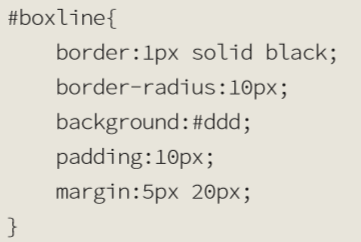 #boxline{
    border:1px solid black;
    border-radius:10px;
    background:#ddd;
    padding:10px;
    margin:5px 20px;
}